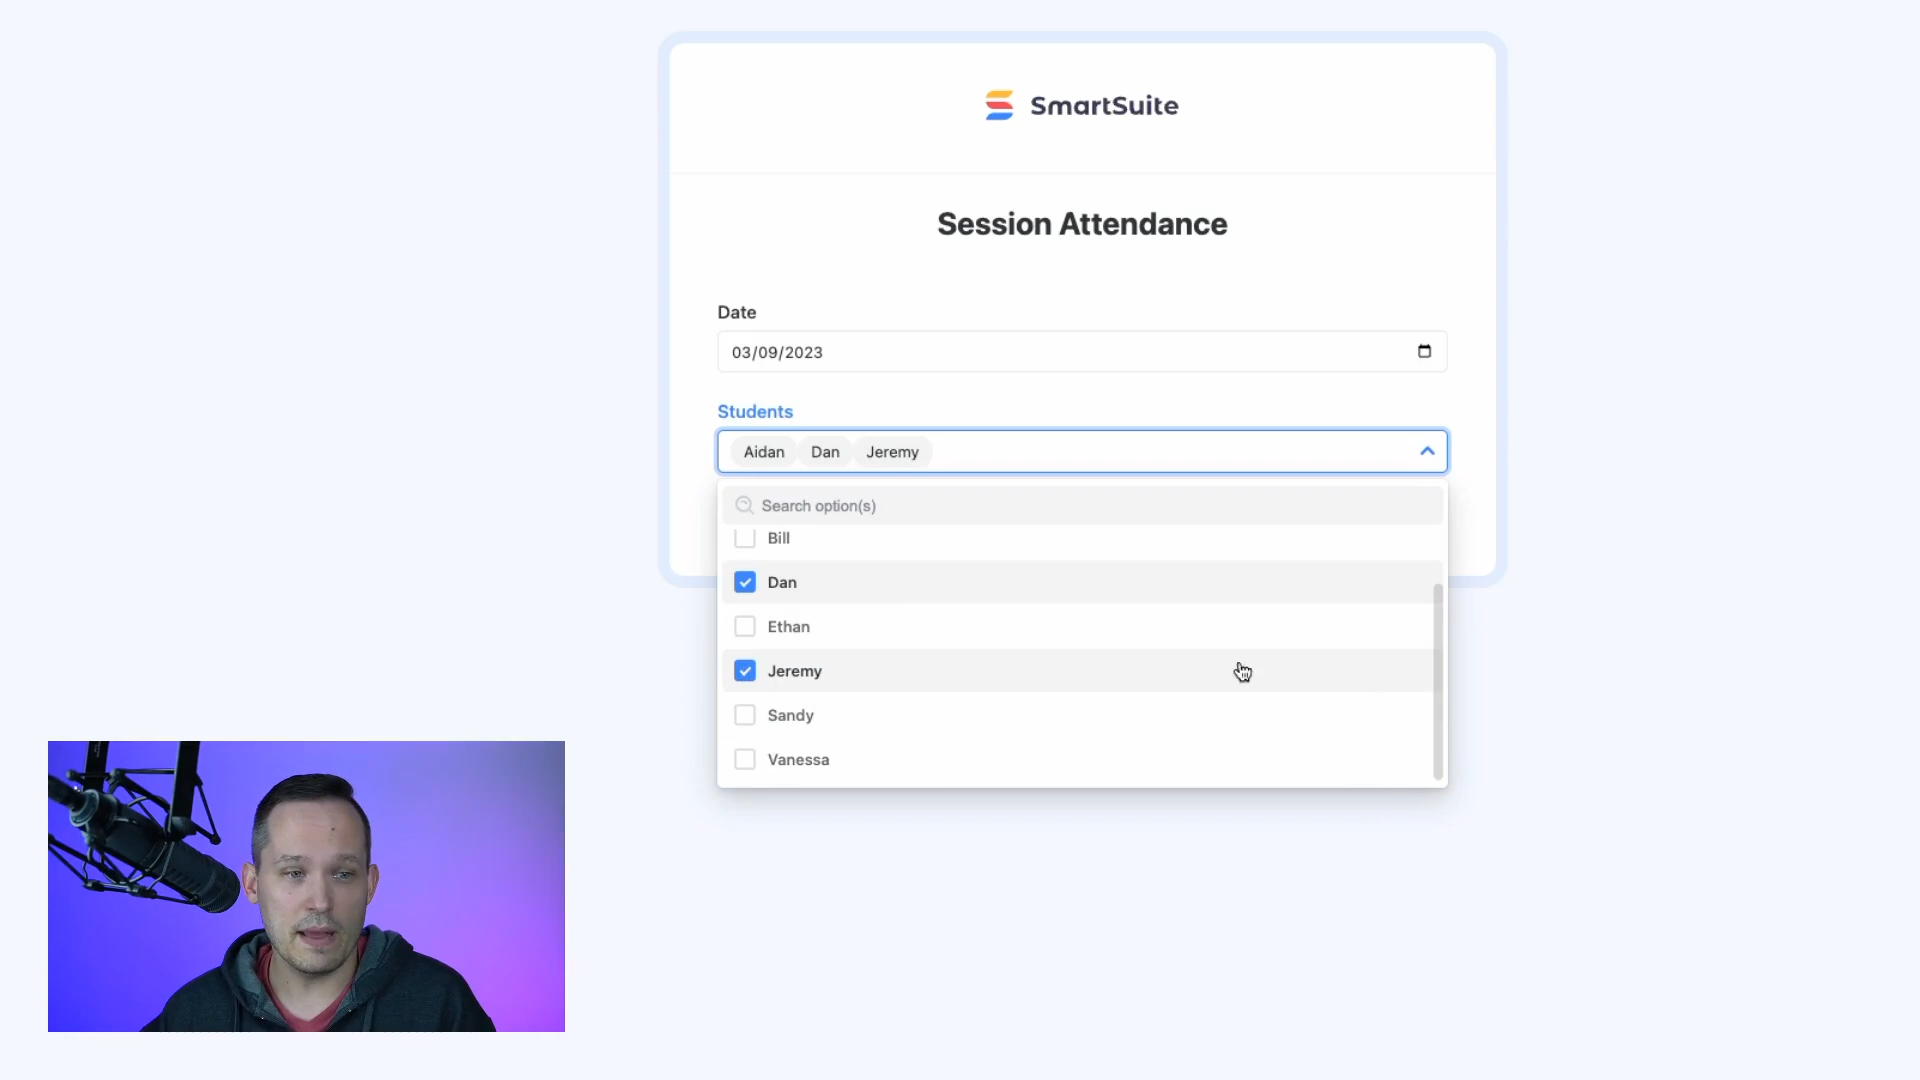 SmartSuite
Session Attendance
Date
03/09/2023
Students
Aidan Dan Jeremy
Search option(s)
Bill
Dan
Ethan
Jeremy
Sandy
Vanessa